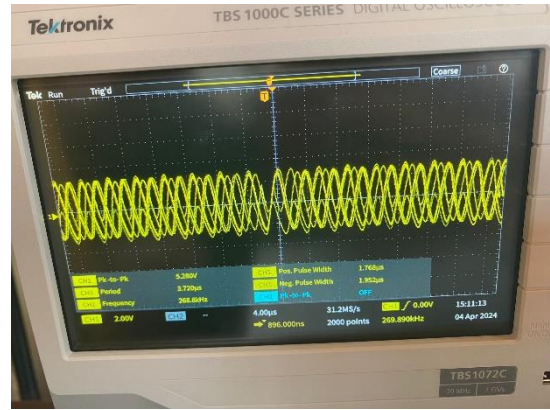 Tektronix
TBS 1000C SERIES DIGITAL
Tek Run Trig'd
Coarse
T
CH1 Pk-to-Pk 5.280V
CH1 Period 3.720µs
CH1 Frequency 268.8kHz
CH1 Pos. Pulse Width 1.768µs
CH1 Neg. Pulse Width 1.952µs
Pk-to-Pk OFF
CH1 2.00V CH2 --
4.00µs 31.2MS/s CH1 0.00V 15:11:13
896.000ns 2000 points 269.890kHz 04 Apr 2024
TBS1072C